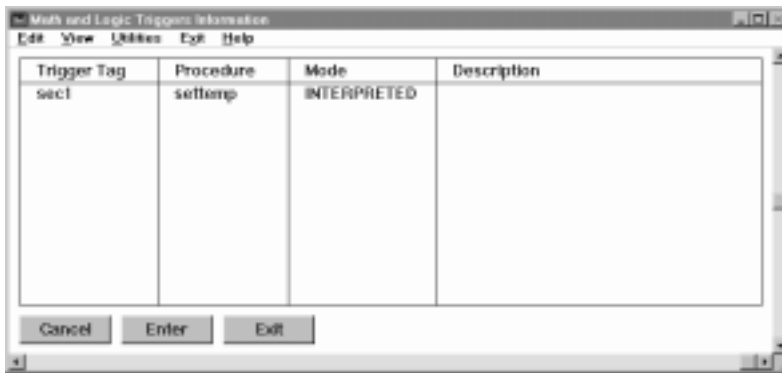 Math and Logic Triggers Information
Edit View Utilities Exit Help
Trigger Tag Procedure Mode Description
sec1 settemp INTERPRETED
Cancel Enter Exit